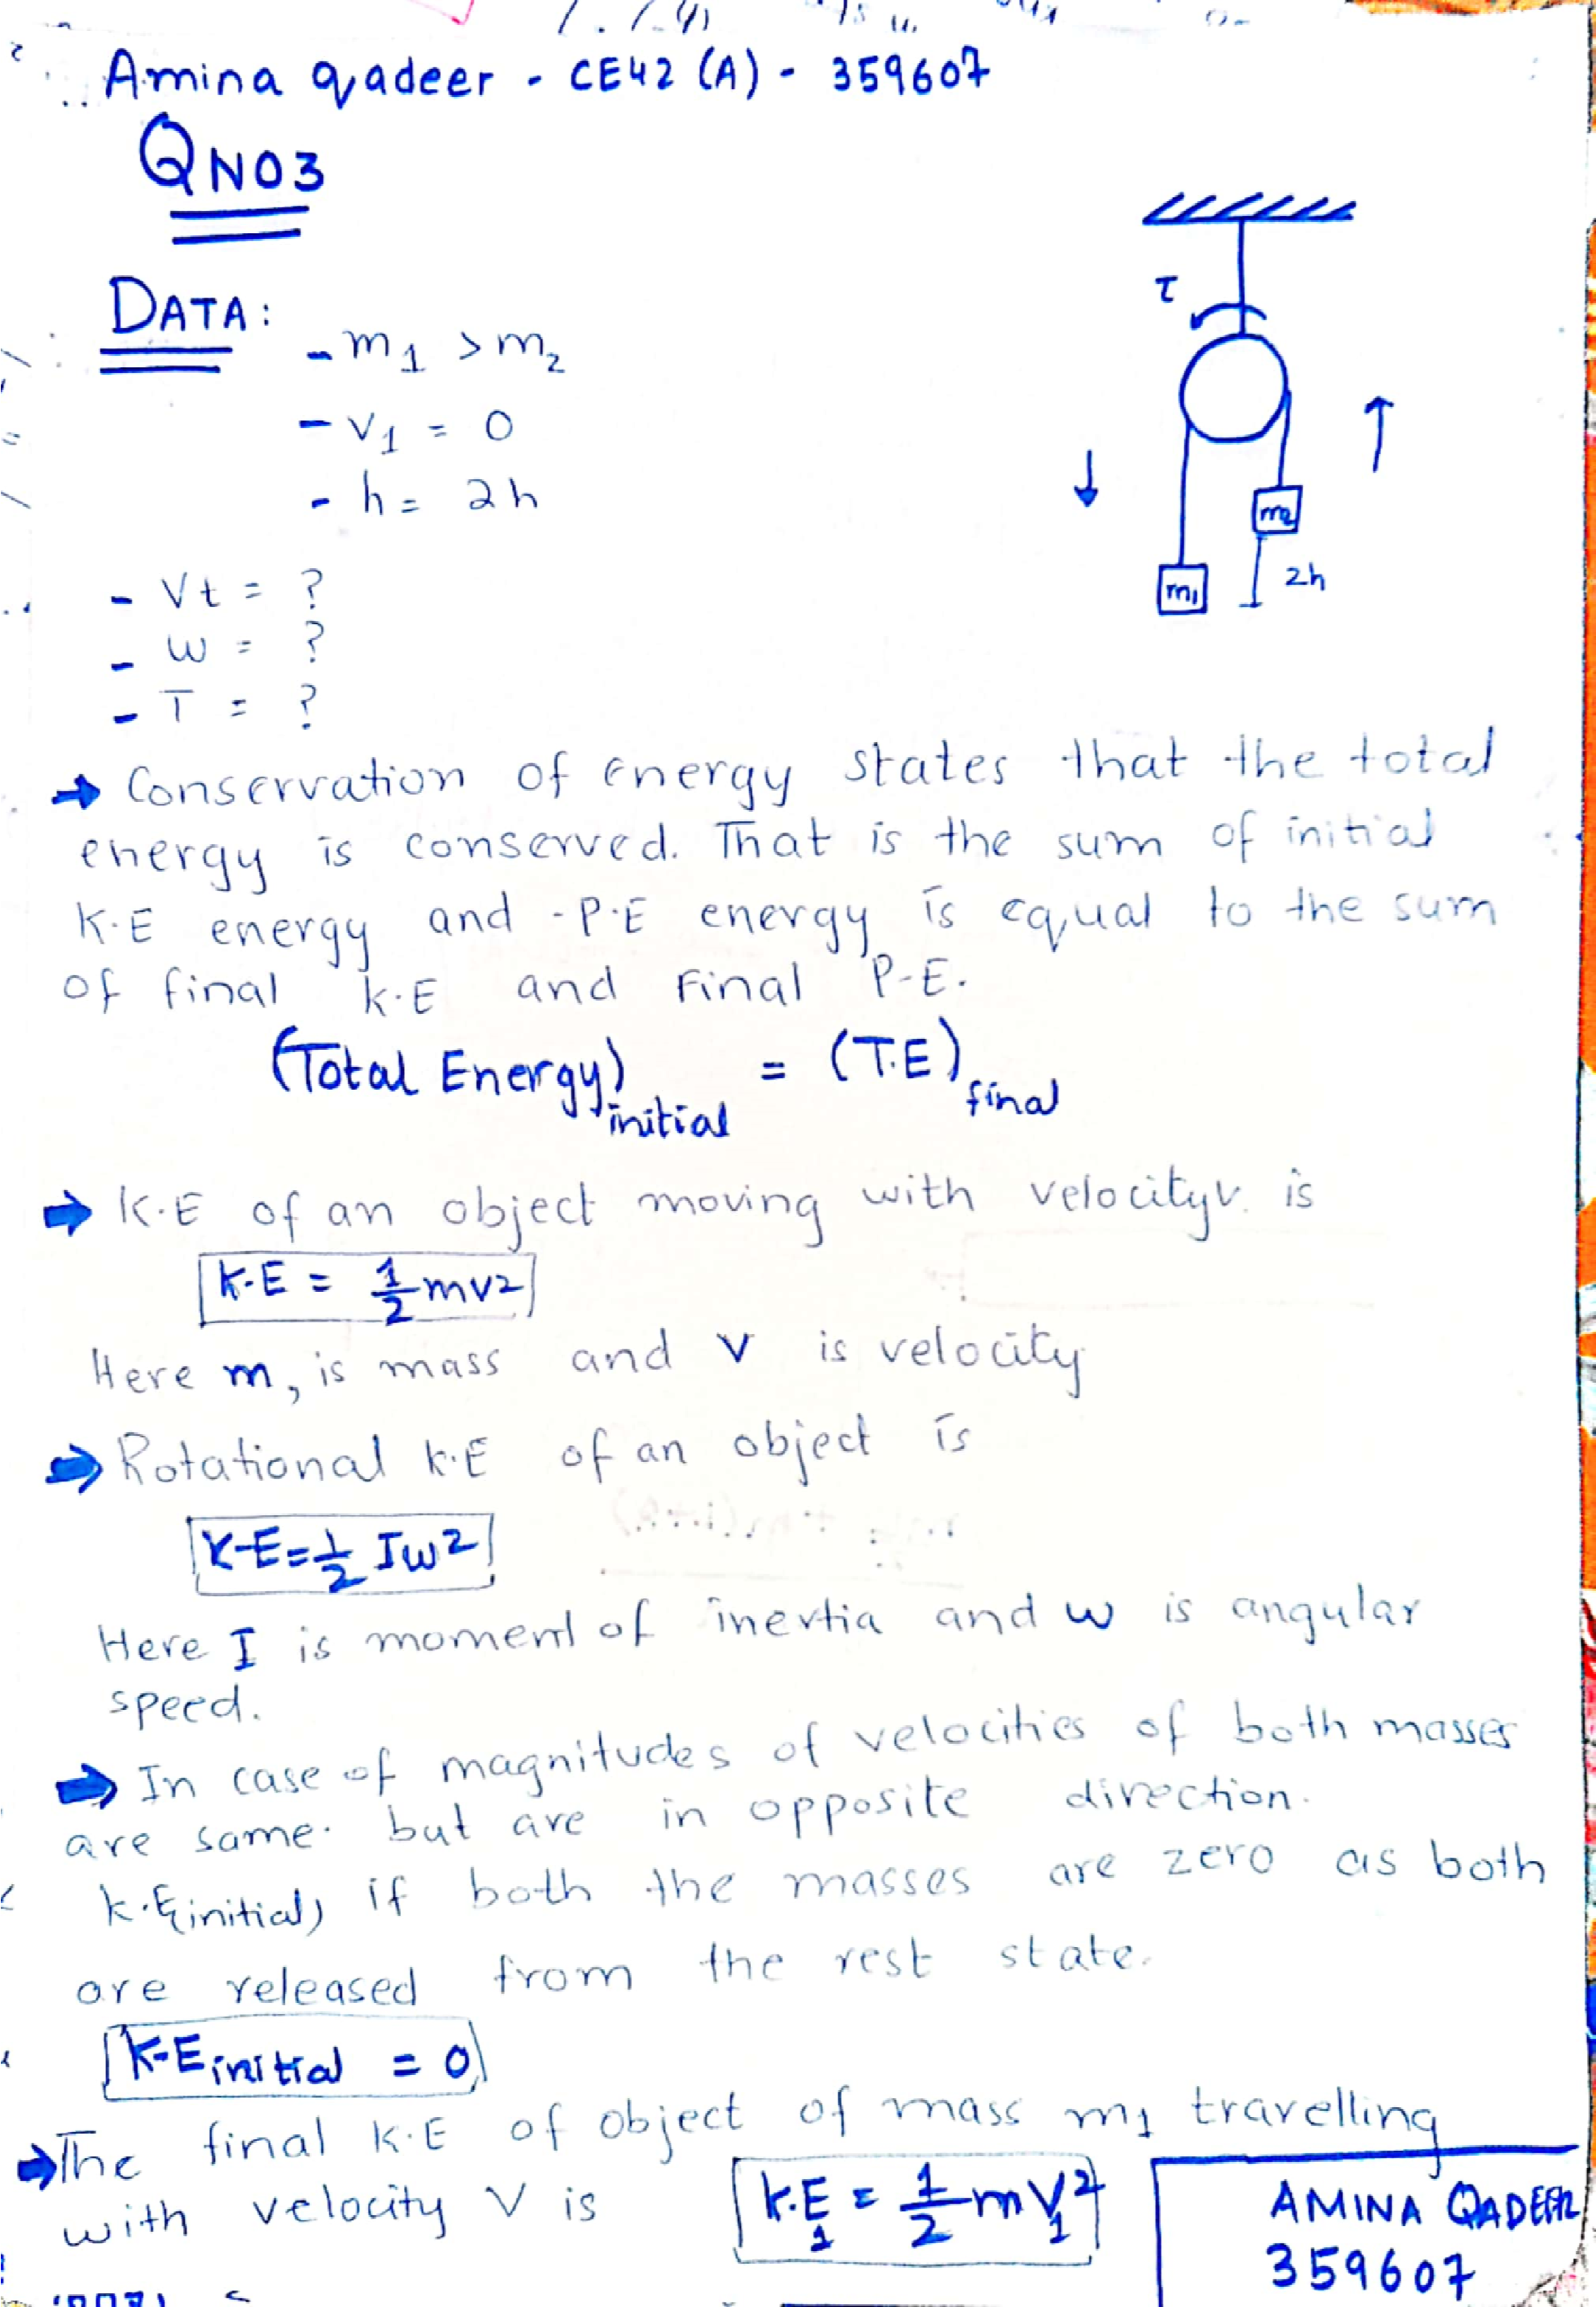 Amina qadeer - CE42 (A) - 359607
QNO3
DATA:
- m1 > m2
- V1 = 0
- h = 2h
- Vt = ?
- W = ?
- T = ?
τ
m2
2h
m1
→ Conservation of Energy states that the total
energy is conserved. That is the sum of initial
K.E energy and -P.E energy is equal to the sum
of final K.E and Final P-E.
(Total Energy)initial = (T.E)final
→ K.E of an object moving with velocity v. is
K.E = 1/2 mv2
Here m, is mass and v is velocity
→ Rotational K.E of an object is
K-E = 1/2 Iw2
Here I is moment of inertia and w is angular
speed.
→ In case of magnitudes of velocities of both masses
are same. but are in opposite direction.
K.E(initial) if both the masses are zero as both
are released from the rest state.
K-E initial = 0
→ The final K.E of object of mass m1 travelling
with velocity V is K.E1 = 1/2 mV1²
AMINA QADEER
359607